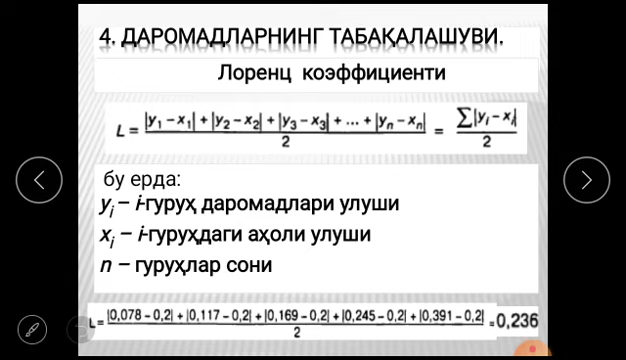 4. ДАРОМАДЛАРНИНГ ТАБАҚАЛАШУВИ.
Лоренц коэффициенти
L = |y₁ – x₁| + |y₂ – x₂| + |y₃ – x₃| + ... + |yₙ – xₙ| / 2 = ∑|yᵢ – xᵢ| / 2
бу ерда:
yᵢ – i-гуруҳ даромадлари улуши
xᵢ – i-гуруҳдаги аҳоли улуши
n – гуруҳлар сони
L= |0,078 – 0,2| + |0,117 – 0,2| + |0,169 – 0,2| + |0,245 – 0,2| + |0,391 – 0,2| / 2 =0,236